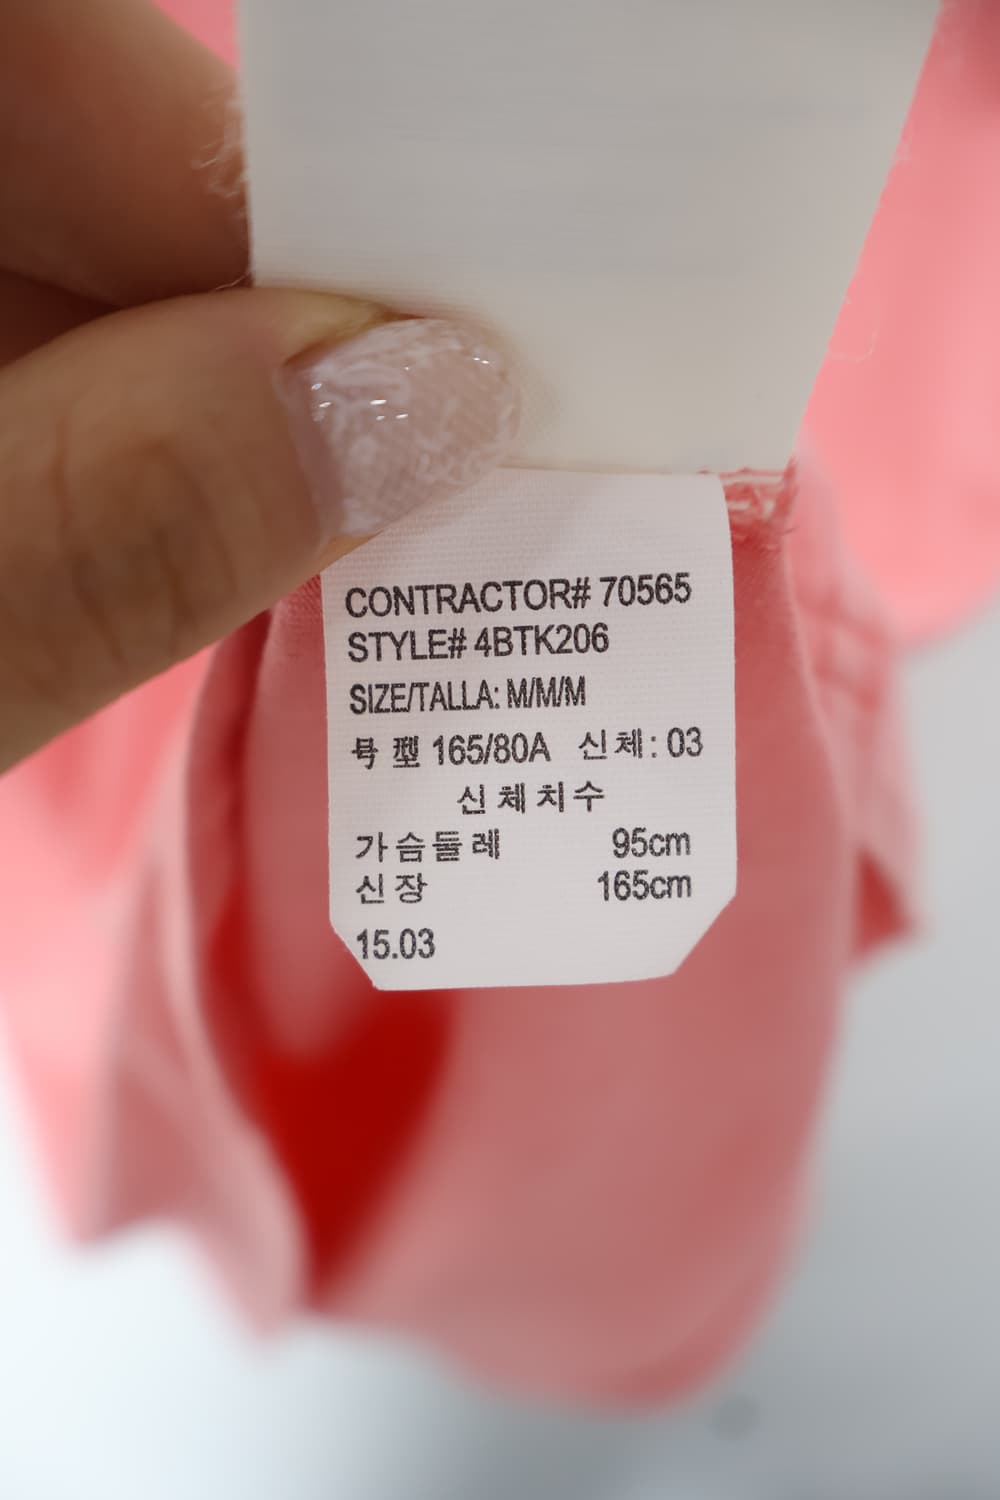 CONTRACTOR# 70565
STYLE# 4BTK206
SIZE/TALLA: M/M/M
号型 165/80A 신체: 03
신체치수
가슴둘레 95cm
신장 165cm
15.03